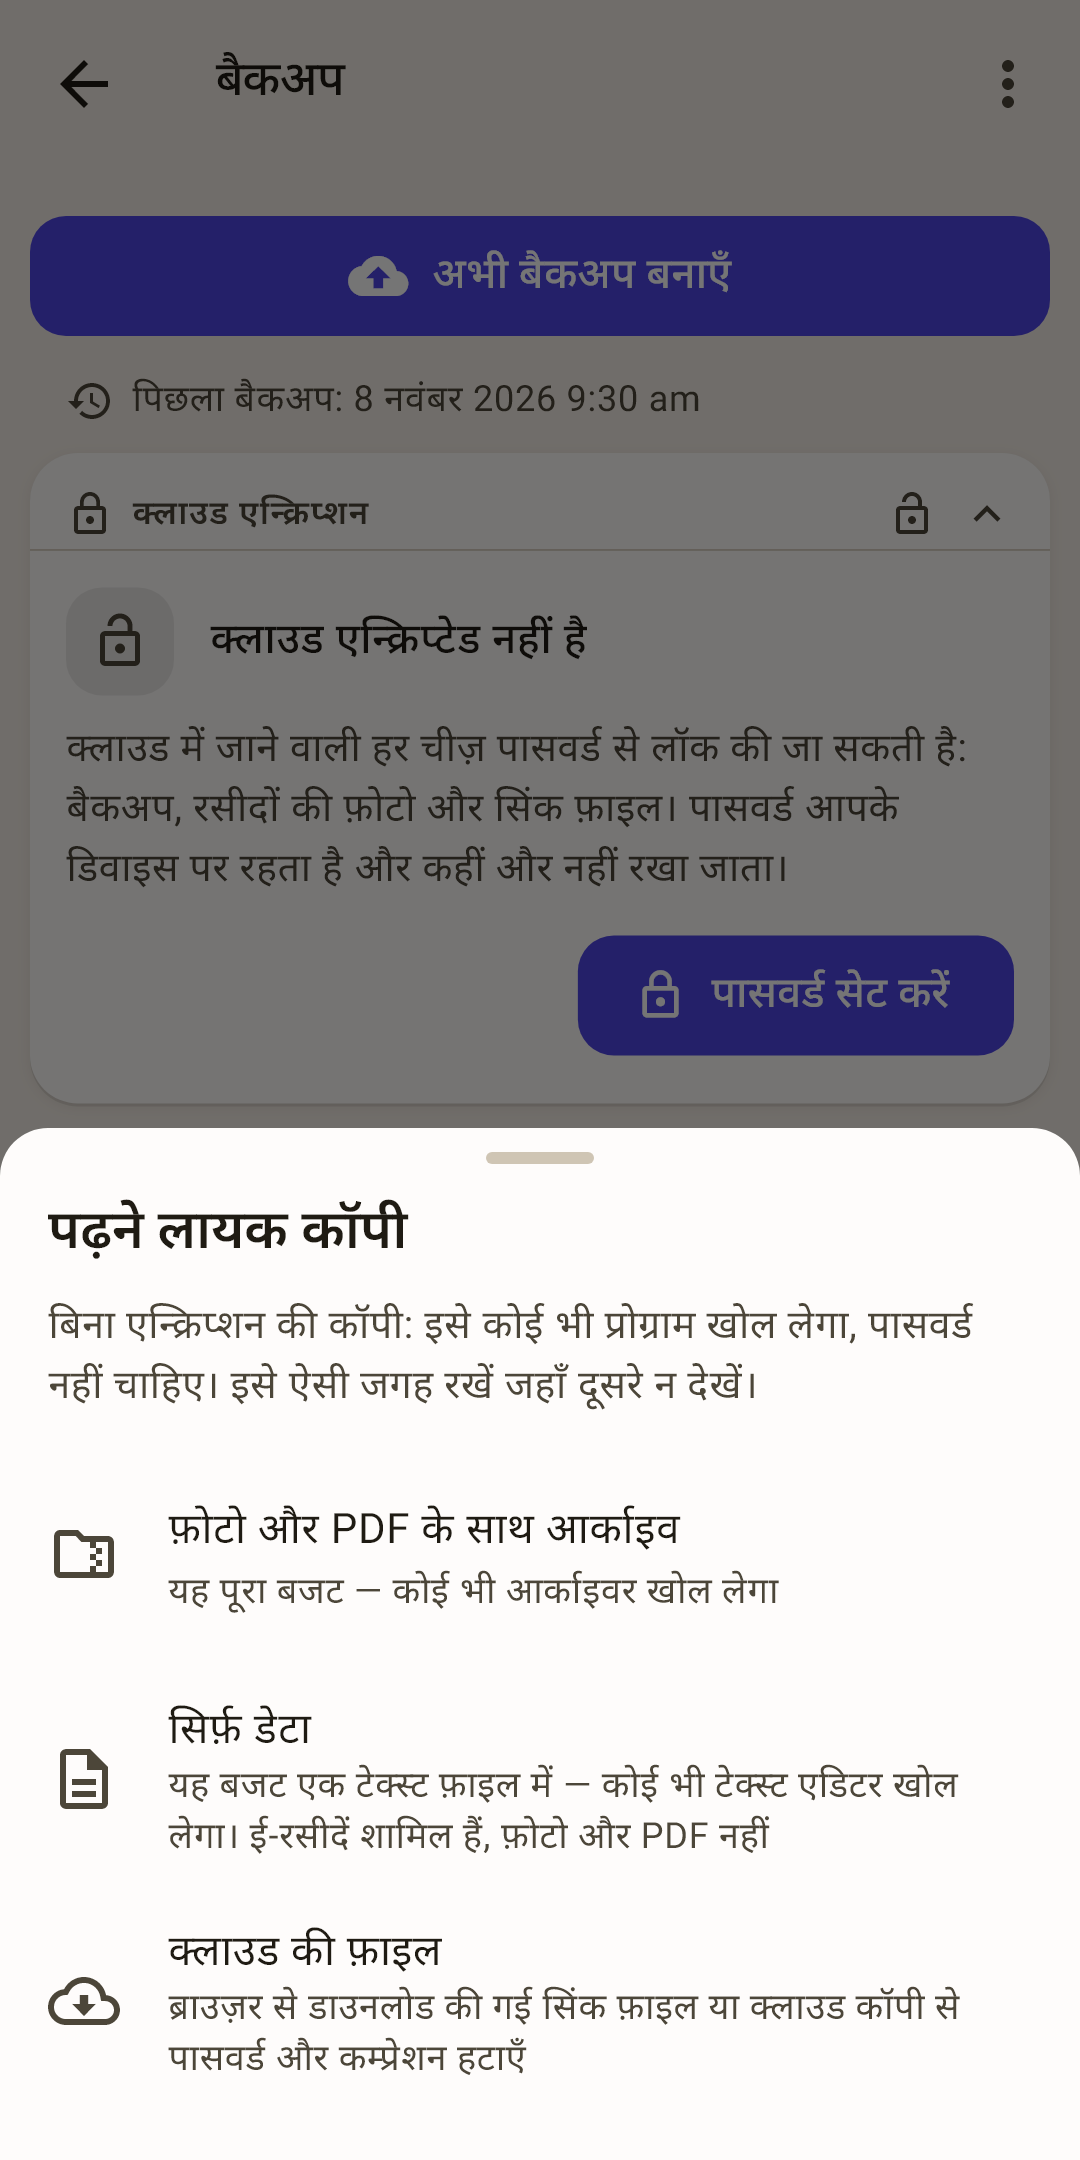 बैकअप
अभी बैकअप बनाएँ
पिछला बैकअप: 8 नवंबर 2026 9:30 am
क्लाउड एन्क्रिप्शन
क्लाउड एन्क्रिप्टेड नहीं है
क्लाउड में जाने वाली हर चीज़ पासवर्ड से लॉक की जा सकती है:
बैकअप, रसीदों की फ़ोटो और सिंक फ़ाइल। पासवर्ड आपके
डिवाइस पर रहता है और कहीं और नहीं रखा जाता।
पासवर्ड सेट करें
पढ़ने लायक कॉपी
बिना एन्क्रिप्शन की कॉपी: इसे कोई भी प्रोग्राम खोल लेगा, पासवर्ड
नहीं चाहिए। इसे ऐसी जगह रखें जहाँ दूसरे न देखें।
फ़ोटो और PDF के साथ आर्काइव
यह पूरा बजट — कोई भी आर्काइवर खोल लेगा
सिर्फ़ डेटा
यह बजट एक टेक्स्ट फ़ाइल में — कोई भी टेक्स्ट एडिटर खोल
लेगा। ई-रसीदें शामिल हैं, फ़ोटो और PDF नहीं
क्लाउड की फ़ाइल
ब्राउज़र से डाउनलोड की गई सिंक फ़ाइल या क्लाउड कॉपी से
पासवर्ड और कम्प्रेशन हटाएँ